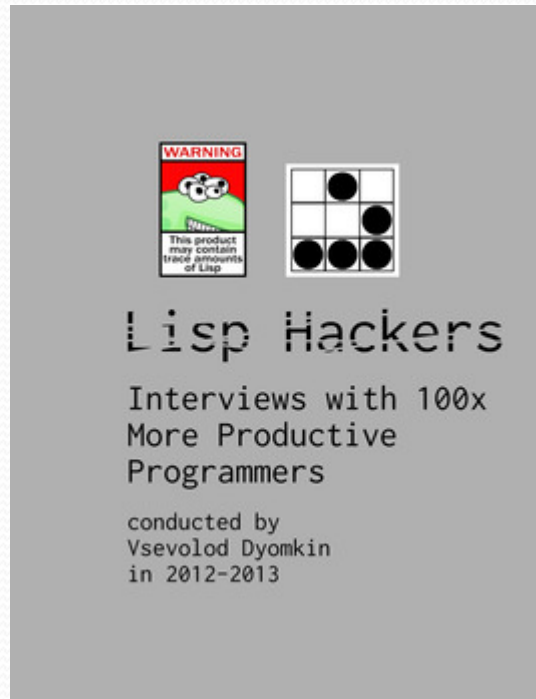 WARNING
This product
may contain
trace amounts
of Lisp
Lisp Hackers
Interviews with 100x
More Productive
Programmers
conducted by
Vsevolod Dyomkin
in 2012-2013